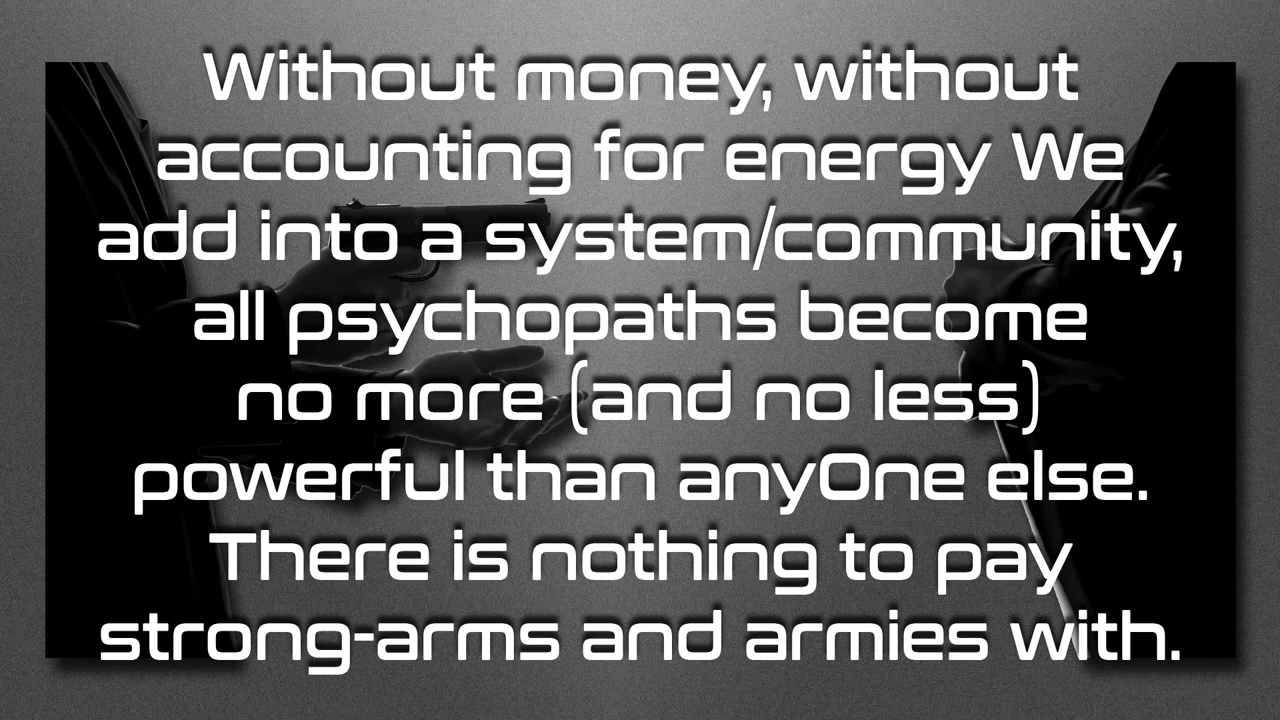 Without money, without
accounting for energy We
add into a system/community,
all psychopaths become
no more (and no less)
powerful than anyOne else.
There is nothing to pay
strong-arms and armies with.